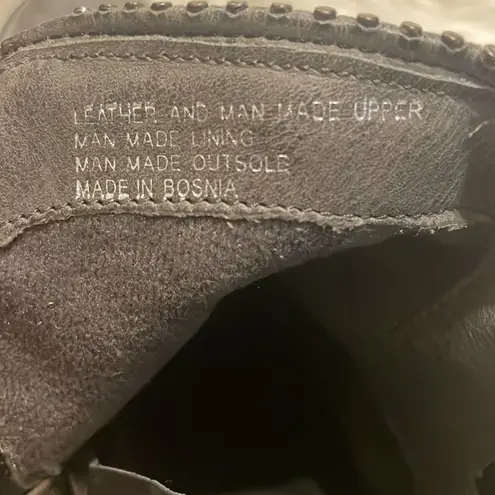 LEATHER AND MAN MADE UPPER
MAN MADE LINING
MAN MADE OUTSOLE
MADE IN BOSNIA